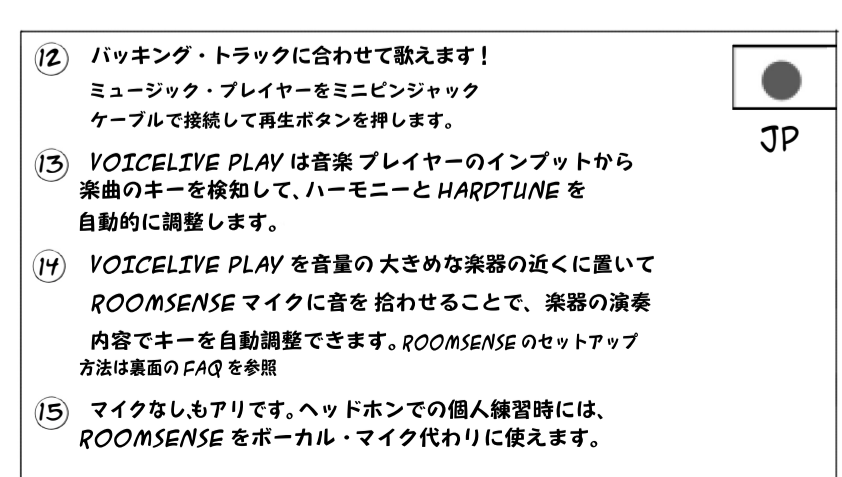 ⑫ バッキング・トラックに合わせて歌えます!
ミュージック・プレイヤーをミニピンジャック
ケーブルで接続して再生ボタンを押します。
JP
⑬ VOICELIVE PLAY は音楽 プレイヤーのインプットから
楽曲のキーを検知して、ハーモニーと HARDTUNE を
自動的に調整します。
⑭ VOICELIVE PLAY を音量の 大きめな楽器の近くに置いて
ROOMSENSE マイクに音を 拾わせることで、楽器の演奏
内容でキーを自動調整できます。ROOMSENSE のセットアップ
方法は裏面の FAQ を参照
⑮ マイクなし、もアリです。ヘッドホンでの個人練習時には、
ROOMSENSE をボーカル・マイク代わりに使えます。